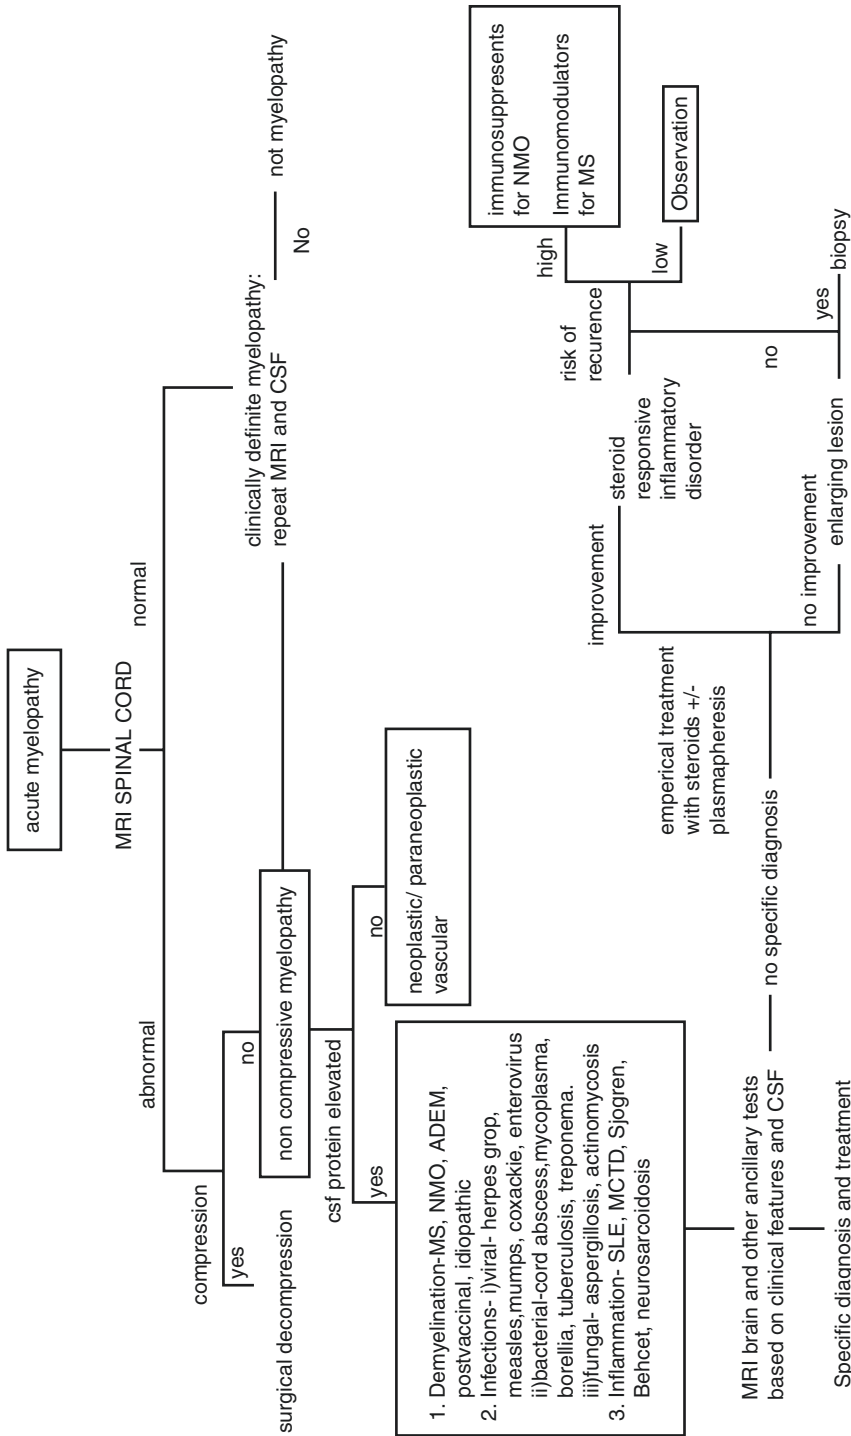 acute myelopathy
MRI SPINAL CORD
abnormal
normal
compression
yes
no
surgical decompression
non compressive myelopathy
clinically definite myelopathy:
repeat MRI and CSF
No
not myelopathy
csf protein elevated
yes
no
neoplastic/ paraneoplastic
vascular
1. Demyelination-MS, NMO, ADEM,
postvaccinal, idiopathic
2. Infections- i)viral- herpes grop,
measles,mumps, coxackie, enterovirus
ii)bacterial-cord abscess,mycoplasma,
borellia, tuberculosis, treponema.
iii)fungal- aspergillosis, actinomycosis
3. Inflammation- SLE, MCTD, Sjogren,
Behcet, neurosarcoidosis
MRI brain and other ancillary tests
based on clinical features and CSF
Specific diagnosis and treatment
no specific diagnosis
emperical treatment
with steroids +/-
plasmapheresis
improvement
no improvement
steroid
responsive
inflammatory
disorder
enlarging lesion
risk of
recurence
high
low
immunosuppresents
for NMO
Immunomodulators
for MS
Observation
no
yes
biopsy